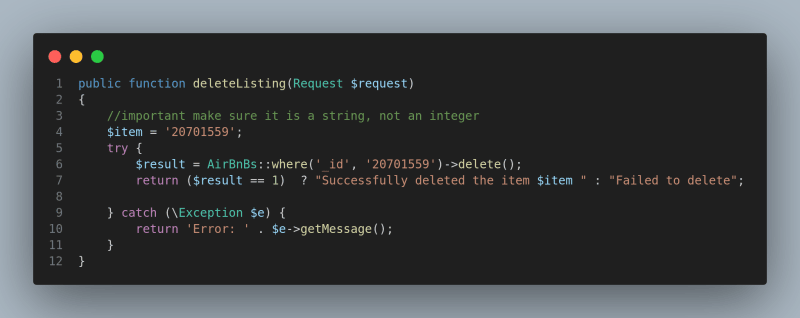 1 public function deleteListing(Request $request)
2 {
3     //important make sure it is a string, not an integer
4     $item = '20701559';
5     try {
6         $result = AirBnBs::where('_id', '20701559')->delete();
7         return ($result == 1)  ? "Successfully deleted the item $item " : "Failed to delete";
8
9     } catch (\Exception $e) {
10         return 'Error: ' . $e->getMessage();
11     }
12 }